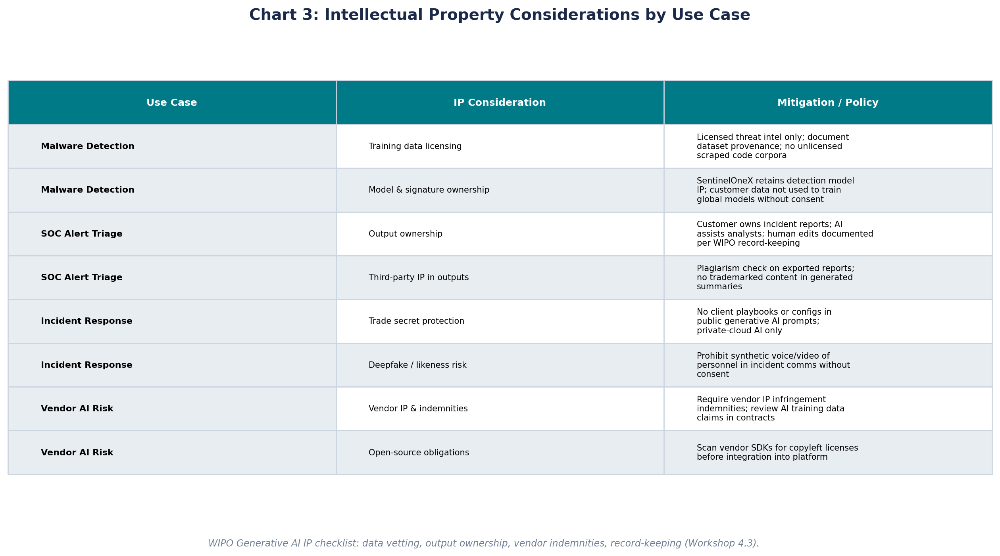 Chart 3: Intellectual Property Considerations by Use Case
Use Case
IP Consideration
Mitigation / Policy
Malware Detection
Training data licensing
Licensed threat intel only; document
dataset provenance; no unlicensed
scraped code corpora
Malware Detection
Model & signature ownership
SentinelOneX retains detection model
IP; customer data not used to train
global models without consent
SOC Alert Triage
Output ownership
Customer owns incident reports; AI
assists analysts; human edits documented
per WIPO record-keeping
SOC Alert Triage
Third-party IP in outputs
Plagiarism check on exported reports;
no trademarked content in generated
summaries
Incident Response
Trade secret protection
No client playbooks or configs in
public generative AI prompts;
private-cloud AI only
Incident Response
Deepfake / likeness risk
Prohibit synthetic voice/video of
personnel in incident comms without
consent
Vendor AI Risk
Vendor IP & indemnities
Require vendor IP infringement
indemnities; review AI training data
claims in contracts
Vendor AI Risk
Open-source obligations
Scan vendor SDKs for copyleft licenses
before integration into platform
WIPO Generative AI IP checklist: data vetting, output ownership, vendor indemnities, record-keeping (Workshop 4.3).